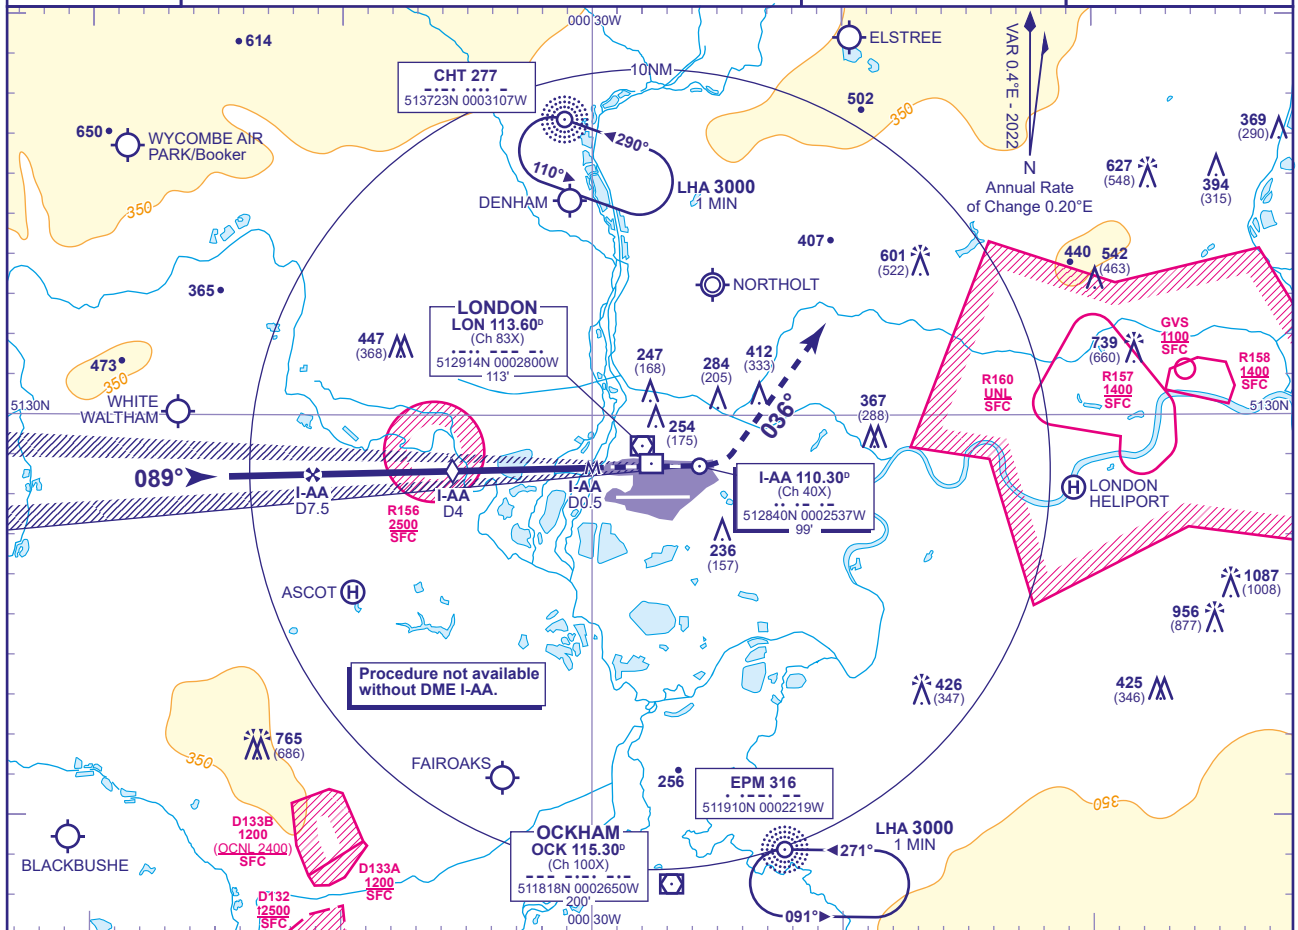 000 30W
614
ELSTREE
VAR 0.4°E - 2022
10NM
CHT 277
513723N 0003107W
502
350
369
(290)
650
WYCOMBE AIR
PARK/Booker
290°
110°
N
627
(548)
394
(315)
LHA 3000
1 MIN
Annual Rate
of Change 0.20°E
DENHAM
350
407
601
(522)
440
542
(463)
365
NORTHOLT
LONDON
LON 113.60ᴰ
(Ch 83X)
512914N 0002800W
113'
GVS
1100
SFC
447
(368)
739
(660)
R158
1400
SFC
247
(168)
284
(205)
412
(333)
473
350
R160
UNL
SFC
R157
1400
SFC
5130N
WHITE
WALTHAM
367
(288)
5130N
254
(175)
036°
089°
I-AA
D7.5
I-AA
D4
M
I-AA
D0.5
I-AA 110.30ᴰ
(Ch 40X)
512840N 0002537W
99'
H
LONDON
HELIPORT
R156
2500
SFC
236
(157)
ASCOT
H
1087
(1008)
956
(877)
Procedure not available
without DME I-AA.
426
(347)
425
(346)
765
(686)
350
FAIROAKS
256
EPM 316
511910N 0002219W
350
D133B
1200
(OCNL 2400)
SFC
OCKHAM
OCK 115.30ᴰ
(Ch 100X)
511818N 0002650W
200'
LHA 3000
1 MIN
271°
BLACKBUSHE
D133A
1200
SFC
D132
2500
SFC
091°
000 30W